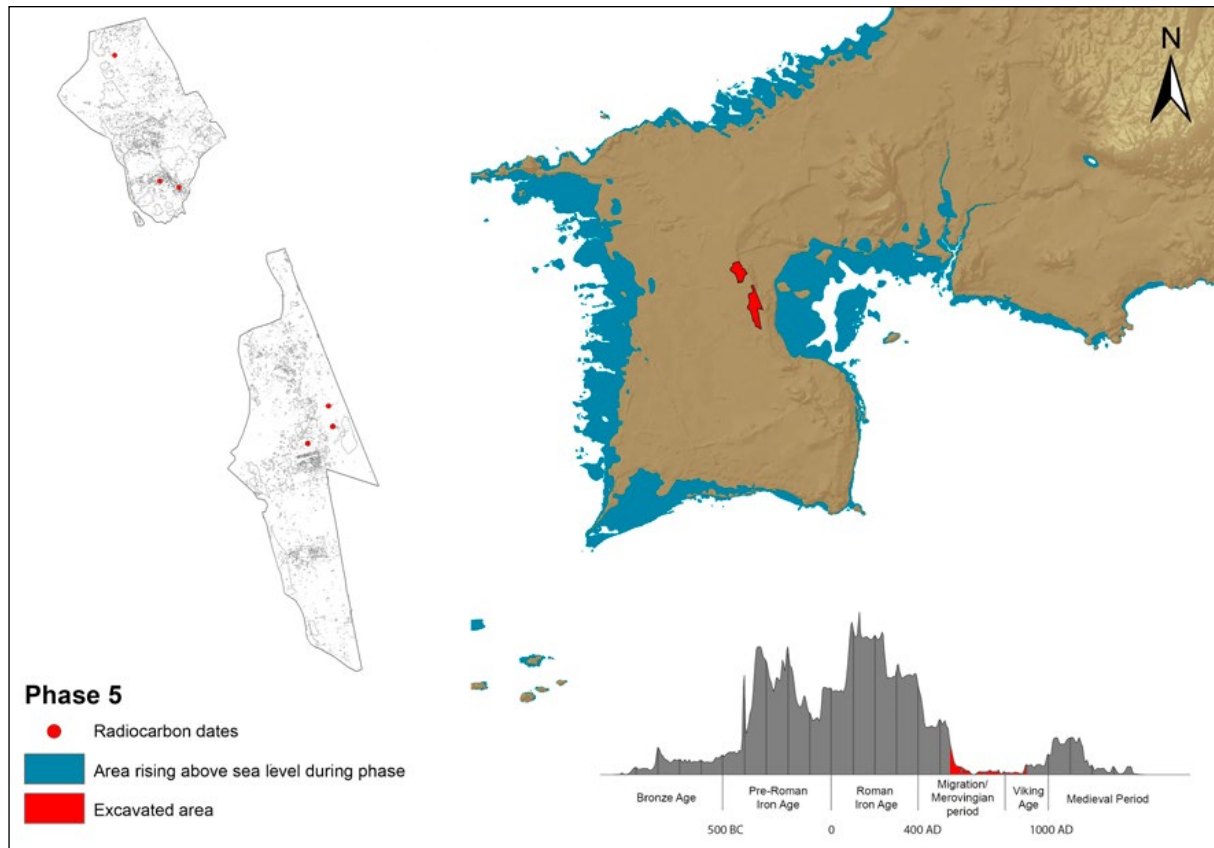 N
Phase 5
Radiocarbon dates
Area rising above sea level during phase
Excavated area
Bronze Age
Pre-Roman
Iron Age
Roman
Iron Age
Migration/
Merovingian
period
Viking
Age
Medieval Period
500 BC
0
400 AD
1000 AD